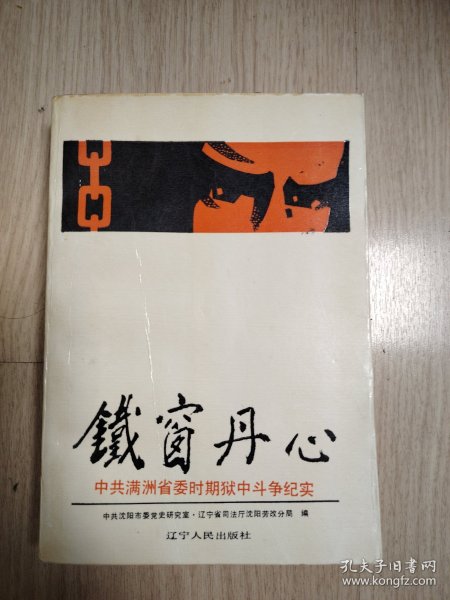 鐵窗丹心
中共满洲省委时期狱中斗争纪实
中共沈阳市委党史研究室·辽宁省司法厅沈阳劳改分局 编
辽宁人民出版社
孔夫子旧书网
www.kongfz.com